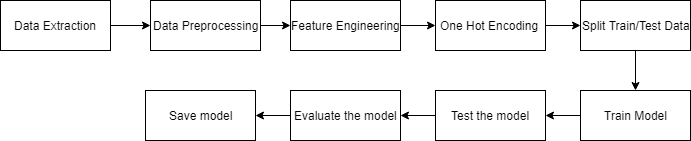 Data Extraction
Data Preprocessing
Feature Engineering
One Hot Encoding
Split Train/Test Data
Train Model
Test the model
Evaluate the model
Save model